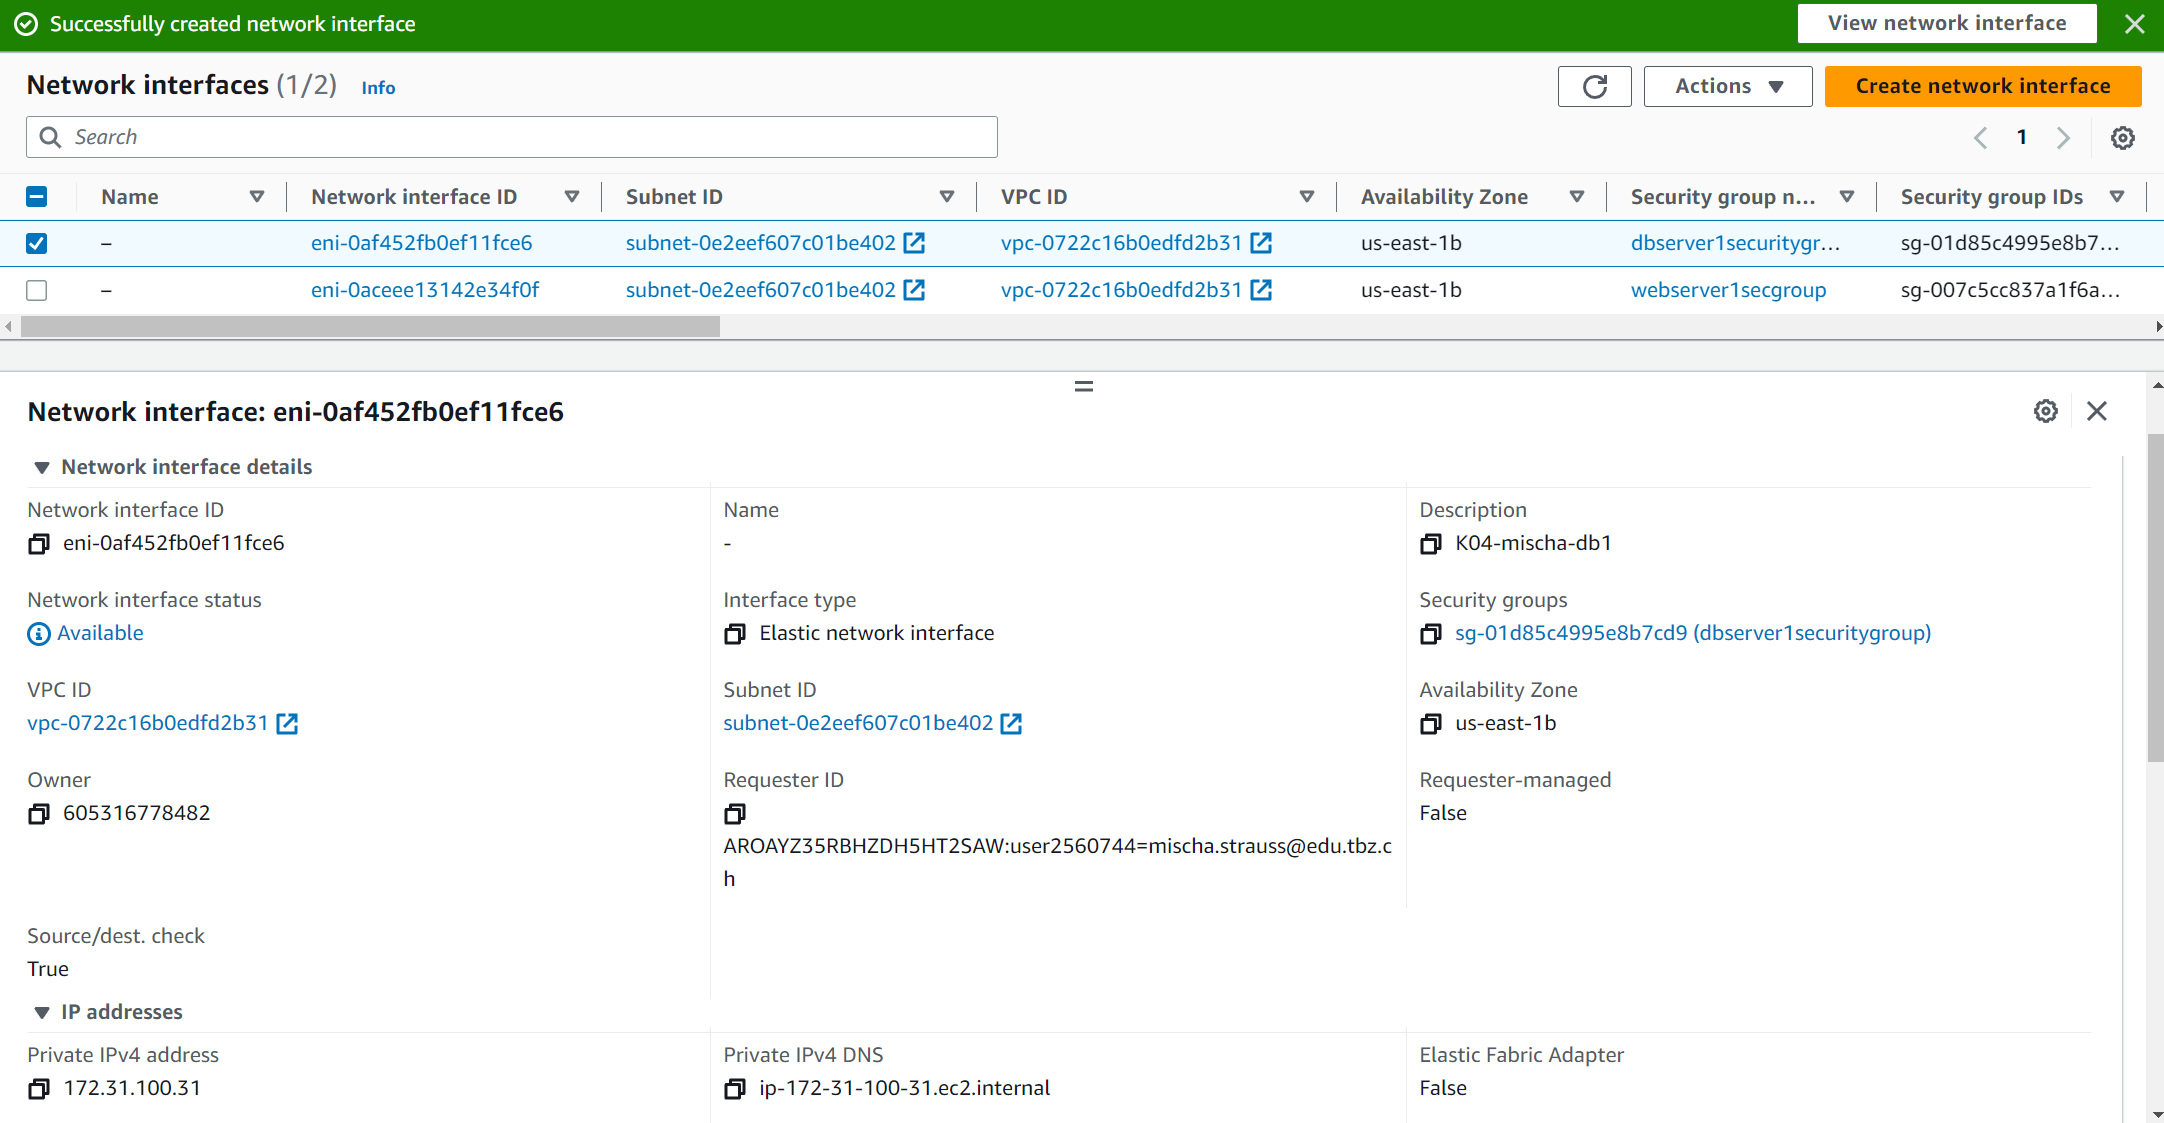 Successfully created network interface
View network interface
Network interfaces (1/2) Info
Actions
Create network interface
Search
1
Name Network interface ID Subnet ID VPC ID Availability Zone Security group n... Security group IDs
– eni-0af452fb0ef11fce6 subnet-0e2eef607c01be402 vpc-0722c16b0edfd2b31 us-east-1b dbserver1securitygr... sg-01d85c4995e8b7...
– eni-0aceee13142e34f0f subnet-0e2eef607c01be402 vpc-0722c16b0edfd2b31 us-east-1b webserver1secgroup sg-007c5cc837a1f6a...
Network interface: eni-0af452fb0ef11fce6
Network interface details
Network interface ID
eni-0af452fb0ef11fce6
Name
-
Description
K04-mischa-db1
Network interface status
Available
Interface type
Elastic network interface
Security groups
sg-01d85c4995e8b7cd9 (dbserver1securitygroup)
VPC ID
vpc-0722c16b0edfd2b31
Subnet ID
subnet-0e2eef607c01be402
Availability Zone
us-east-1b
Owner
605316778482
Requester ID
AROAYZ35RBHZDH5HT2SAW:user2560744=mischa.strauss@edu.tbz.c
h
Requester-managed
False
Source/dest. check
True
IP addresses
Private IPv4 address
172.31.100.31
Private IPv4 DNS
ip-172-31-100-31.ec2.internal
Elastic Fabric Adapter
False